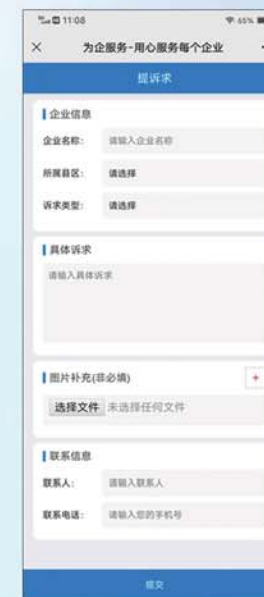 11:08
65%
× 为企服务-用心服务每个企业
提诉求
企业信息
企业名称: 请输入企业名称
所属县区: 请选择
诉求类型: 请选择
具体诉求
请输入具体诉求
图片补充(非必填) +
选择文件 未选择任何文件
联系信息
联系人: 请输入联系人
联系电话: 请输入您的手机号
提交